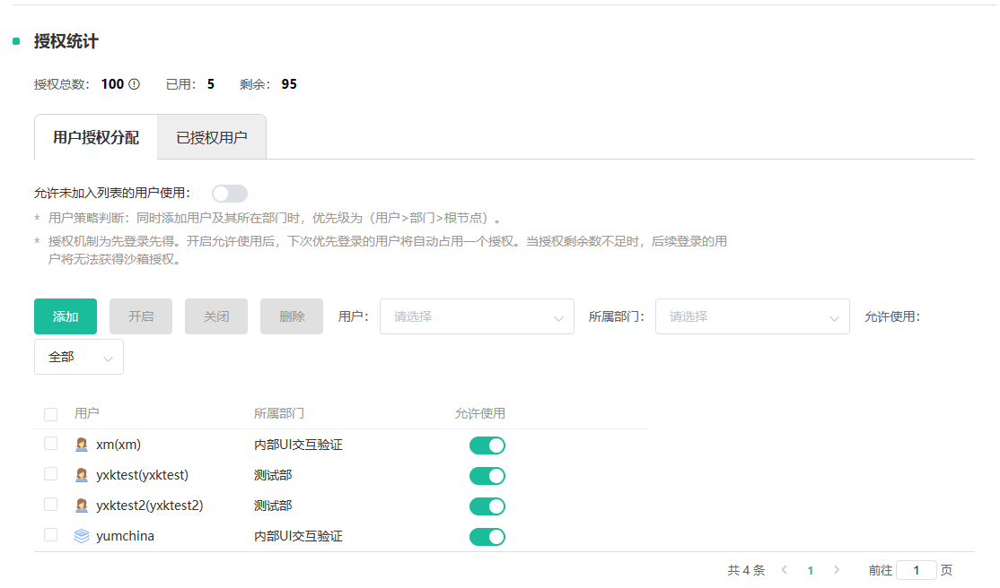 授权统计
授权总数： 100 已用： 5 剩余： 95
用户授权分配 已授权用户
允许未加入列表的用户使用：
* 用户策略判断：同时添加用户及其所在部门时，优先级为（用户>部门>根节点）。
* 授权机制为先登录先得。开启允许使用后，下次优先登录的用户将自动占用一个授权。当授权剩余数不足时，后续登录的用
户将无法获得沙箱授权。
添加 开启 关闭 删除 用户： 请选择 所属部门： 请选择 允许使用：
全部
用户 所属部门 允许使用
xm(xm) 内部UI交互验证
yxktest(yxktest) 测试部
yxktest2(yxktest2) 测试部
yumchina 内部UI交互验证
共 4 条 < 1 > 前往 1 页